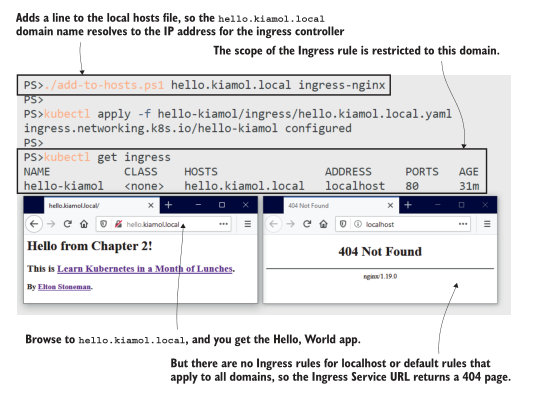 Adds a line to the local hosts file, so the hello.kiamol.local
domain name resolves to the IP address for the ingress controller
The scope of the Ingress rule is restricted to this domain.
PS>./add-to-hosts.ps1 hello.kiamol.local ingress-nginx
PS>
PS>kubectl apply -f hello-kiamol/ingress/hello.kiamol.local.yaml
ingress.networking.k8s.io/hello-kiamol configured
PS>
PS>kubectl get ingress
NAME CLASS HOSTS ADDRESS PORTS AGE
hello-kiamol <none> hello.kiamol.local localhost 80 31m
hello.kiamol.local/
hello.kiamol.local
Hello from Chapter 2!
This is Learn Kubernetes in a Month of Lunches.
By Elton Stoneman.
404 Not Found
localhost
404 Not Found
nginx/1.19.0
Browse to hello.kiamol.local, and you get the Hello, World app.
But there are no Ingress rules for localhost or default rules that
apply to all domains, so the Ingress Service URL returns a 404 page.